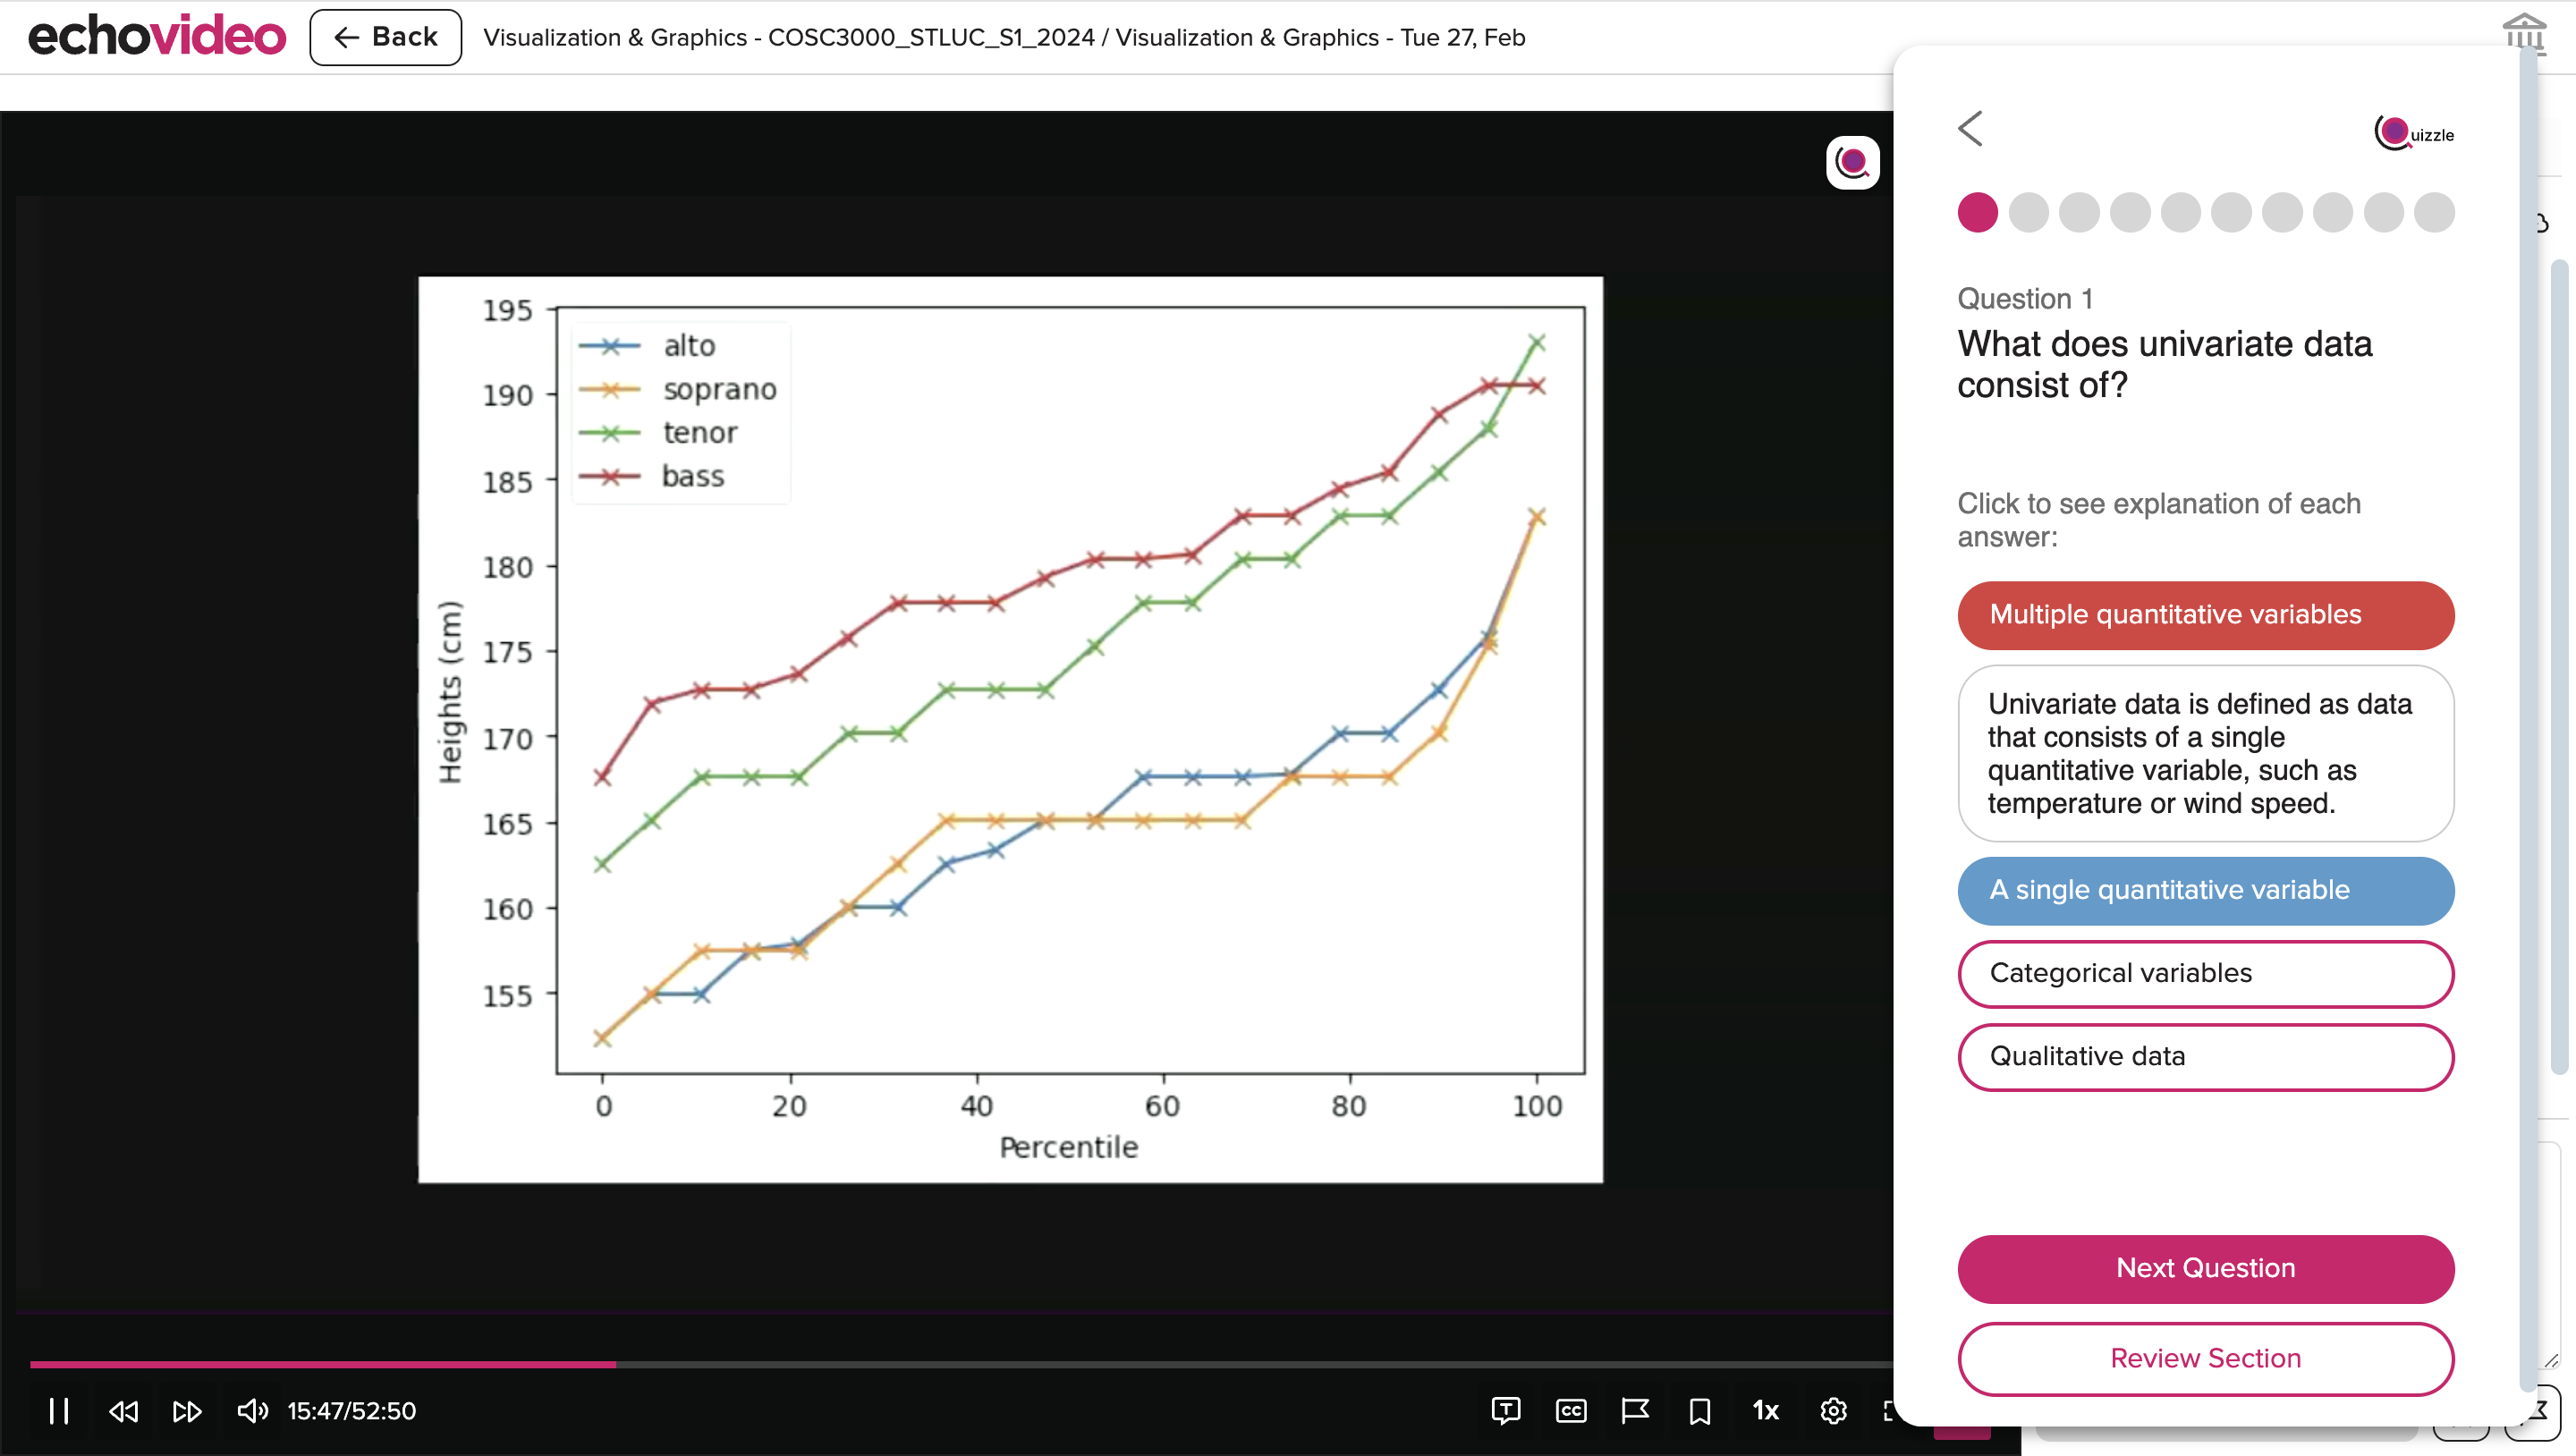 echovideo
← Back
Visualization & Graphics - COSC3000_STLUC_S1_2024 / Visualization & Graphics - Tue 27, Feb
195
190
185
180
175
170
165
160
155
Heights (cm)
alto
soprano
tenor
bass
0 20 40 60 80 100
Percentile
15:47/52:50
T
CC
1x
Quizzle
Question 1
What does univariate data
consist of?
Click to see explanation of each
answer:
Multiple quantitative variables
Univariate data is defined as data
that consists of a single
quantitative variable, such as
temperature or wind speed.
A single quantitative variable
Categorical variables
Qualitative data
Next Question
Review Section